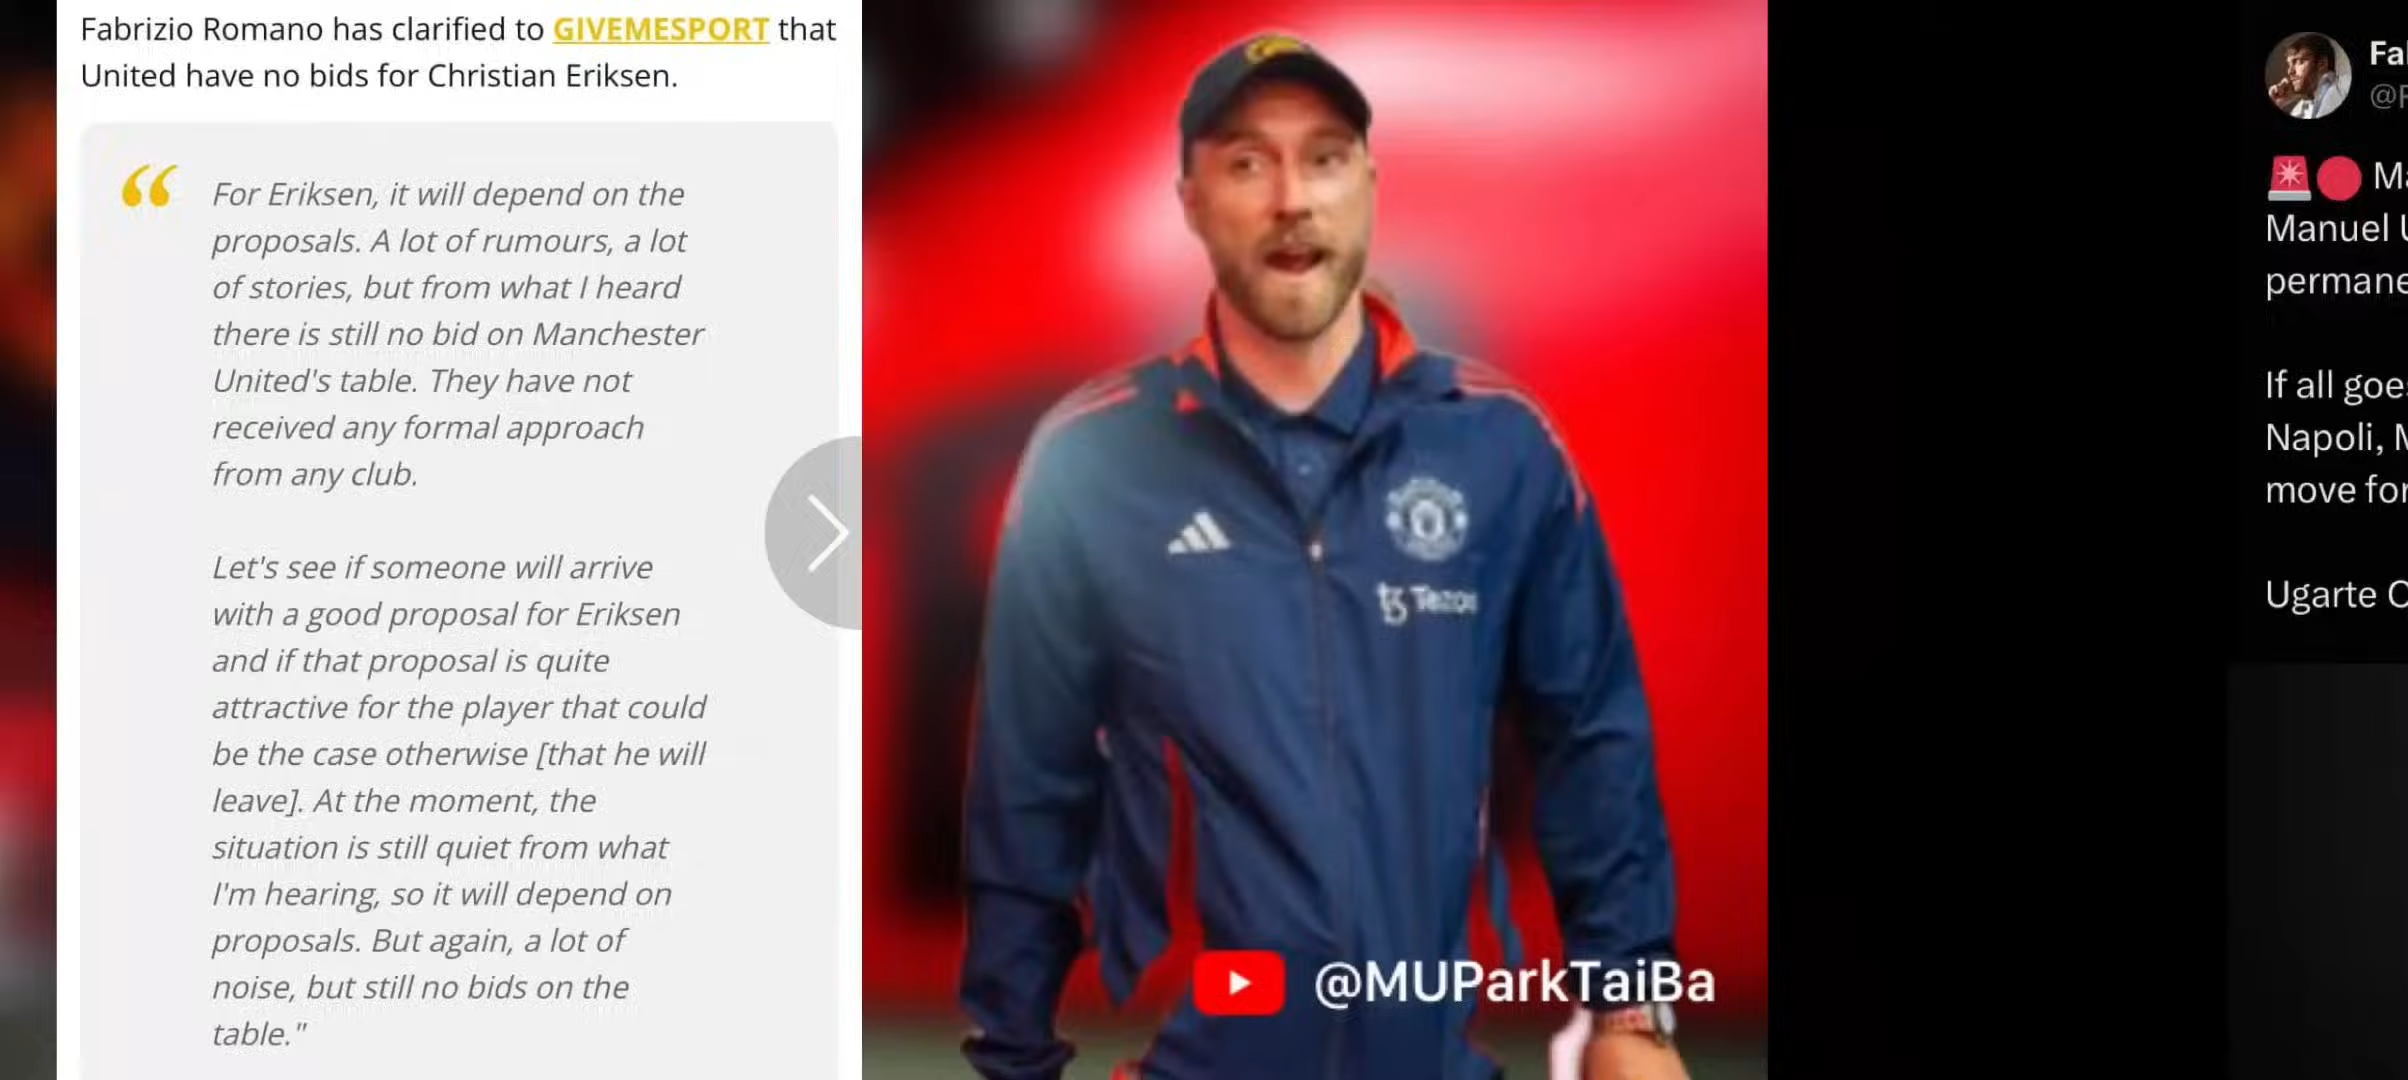 Fabrizio Romano has clarified to GIVEMESPORT that
United have no bids for Christian Eriksen.
“
For Eriksen, it will depend on the
proposals. A lot of rumours, a lot
of stories, but from what I heard
there is still no bid on Manchester
United's table. They have not
received any formal approach
from any club.
Let's see if someone will arrive
with a good proposal for Eriksen
and if that proposal is quite
attractive for the player that could
be the case otherwise [that he will
leave]. At the moment, the
situation is still quiet from what
I'm hearing, so it will depend on
proposals. But again, a lot of
noise, but still no bids on the
table."
Tezos
@MUParkTaiBa
Manuel
If all
Napoli,
Ugarte